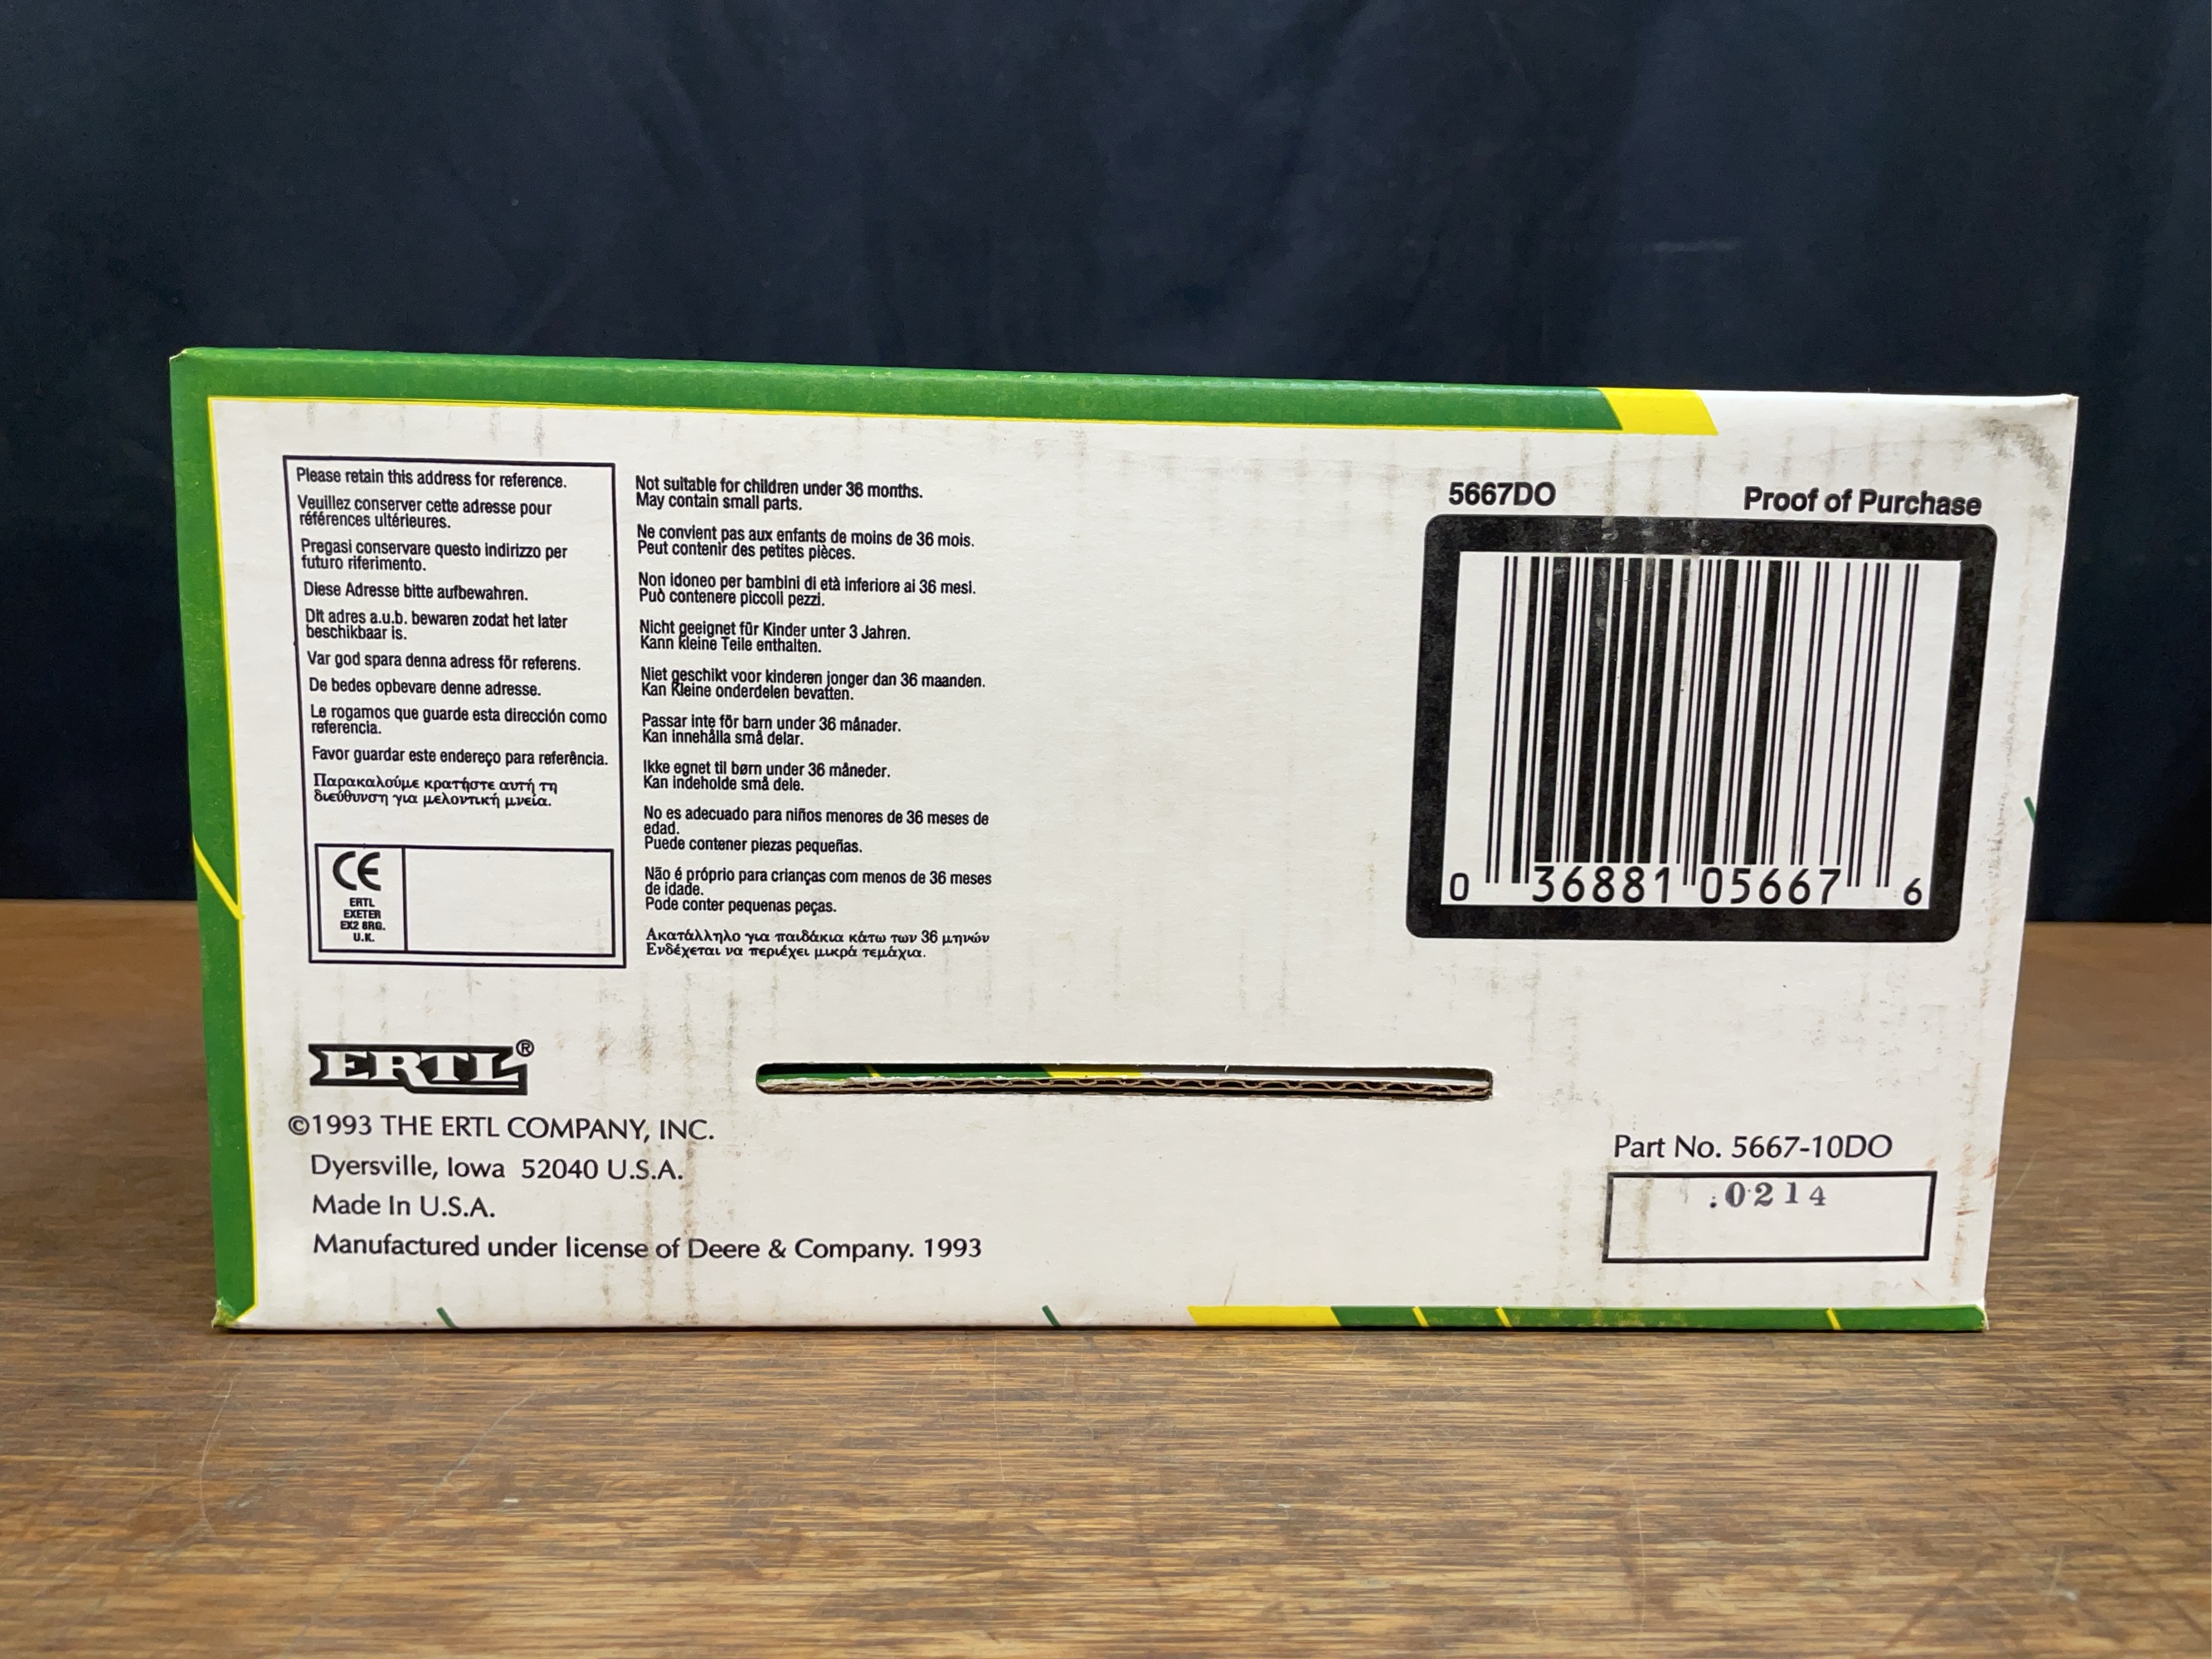 Please retain this address for reference.
Veuillez conserver cette adresse pour
références ultérieures.
Pregasi conservare questo indirizzo per
futuro riferimento.
Diese Adresse bitte aufbewahren.
Dit adres a.u.b. bewaren zodat het later
beschikbaar is.
Var god spara denna adress för referens.
De bedes opbevare denne adresse.
Le rogamos que guarde esta dirección como
referencia.
Favor guardar este endereço para referência.
Παρακαλούμε κρατήστε αυτή τη
διεύθυνση για μελοντική μνεία.
CE
ERTL
EXETER
EX2 8RG.
U.K.
Not suitable for children under 36 months.
May contain small parts.
Ne convient pas aux enfants de moins de 36 mois.
Peut contenir des petites pièces.
Non idoneo per bambini di età inferiore ai 36 mesi.
Può contenere piccoli pezzi.
Nicht geeignet für Kinder unter 3 Jahren.
Kann kleine Teile enthalten.
Niet geschikt voor kinderen jonger dan 36 maanden.
Kan Kleine onderdelen bevatten.
Passar inte för barn under 36 månader.
Kan innehålla små delar.
Ikke egnet til børn under 36 måneder.
Kan indeholde små dele.
No es adecuado para niños menores de 36 meses de
edad.
Puede contener piezas pequeñas.
Não é próprio para crianças com menos de 36 meses
de idade.
Pode conter pequenas peças.
Ακατάλληλο για παιδάκια κάτω των 36 μηνών
Ενδέχεται να περιέχει μικρά τεμάχια.
5667DO Proof of Purchase
0 36881 05667 6
ERTL®
©1993 THE ERTL COMPANY, INC.
Dyersville, Iowa 52040 U.S.A.
Made In U.S.A.
Manufactured under license of Deere & Company. 1993
Part No. 5667-10DO
0214